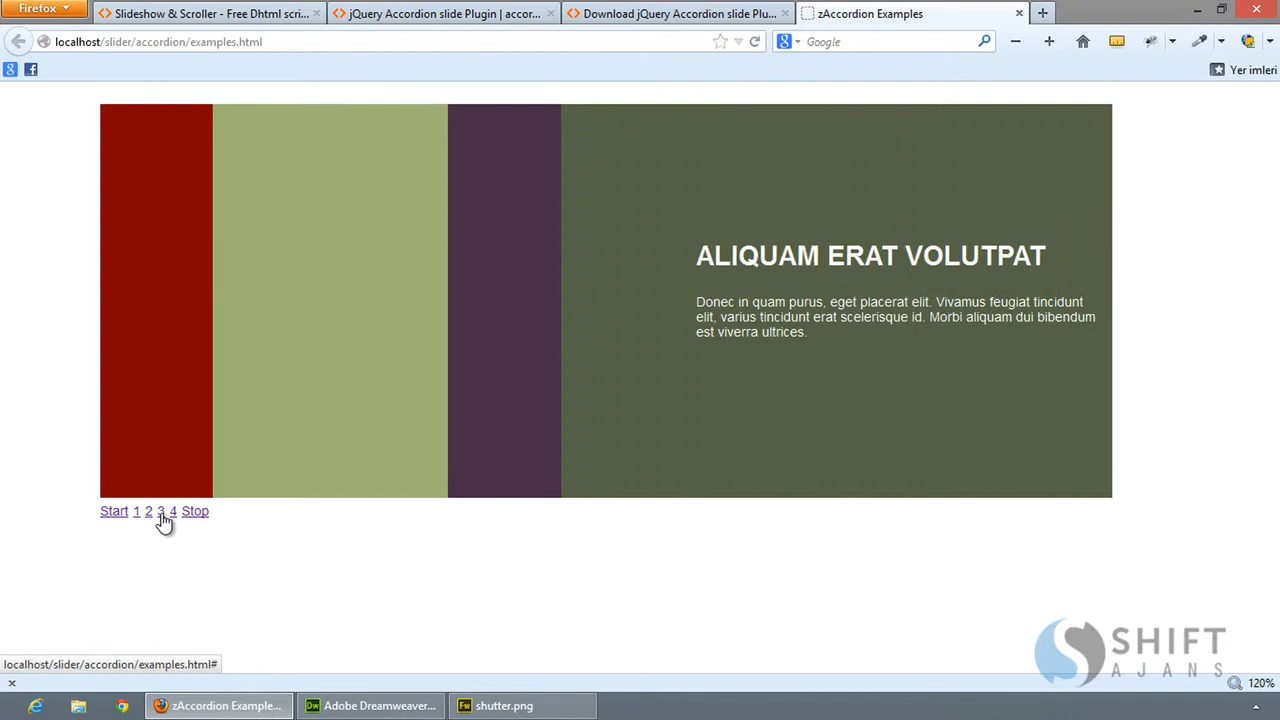 Firefox
Slideshow & Scroller - Free Dhtml scri...
jQuery Accordion slide Plugin | accor...
Download jQuery Accordion slide Plu...
zAccordion Examples
localhost/slider/accordion/examples.html
Google
Yer imleri
ALIQUAM ERAT VOLUTPAT
Donec in quam purus, eget placerat elit. Vivamus feugiat tincidunt
elit, varius tincidunt erat scelerisque id. Morbi aliquam dui bibendum
est viverra ultrices.
Start 1 2 3 4 Stop
SHIFT
AJANS
localhost/slider/accordion/examples.html#
120%
zAccordion Example...
Dw Adobe Dreamweaver...
Fw shutter.png